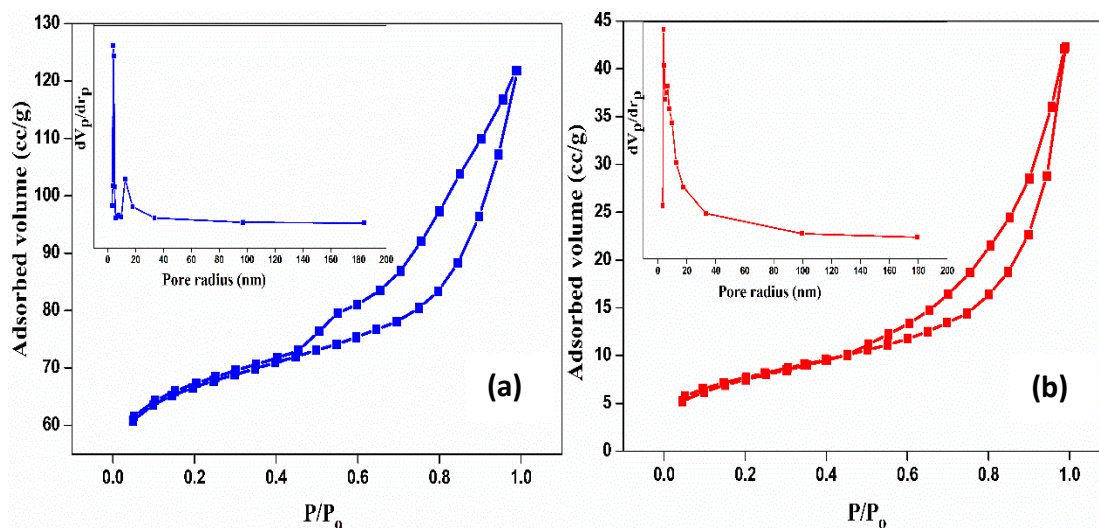 130
120
110
100
90
80
70
60
Adsorbed volume (cc/g)
0.0 0.2 0.4 0.6 0.8 1.0
P/P₀
dVp/drp
0 20 40 60 80 100 120 140 160 180 200
Pore radius (nm)
(a)
45
40
35
30
25
20
15
10
5
0
Adsorbed volume (cc/g)
0.0 0.2 0.4 0.6 0.8 1.0
P/P₀
dVp/drp
0 20 40 60 80 100 120 140 160 180 200
Pore radius (nm)
(b)